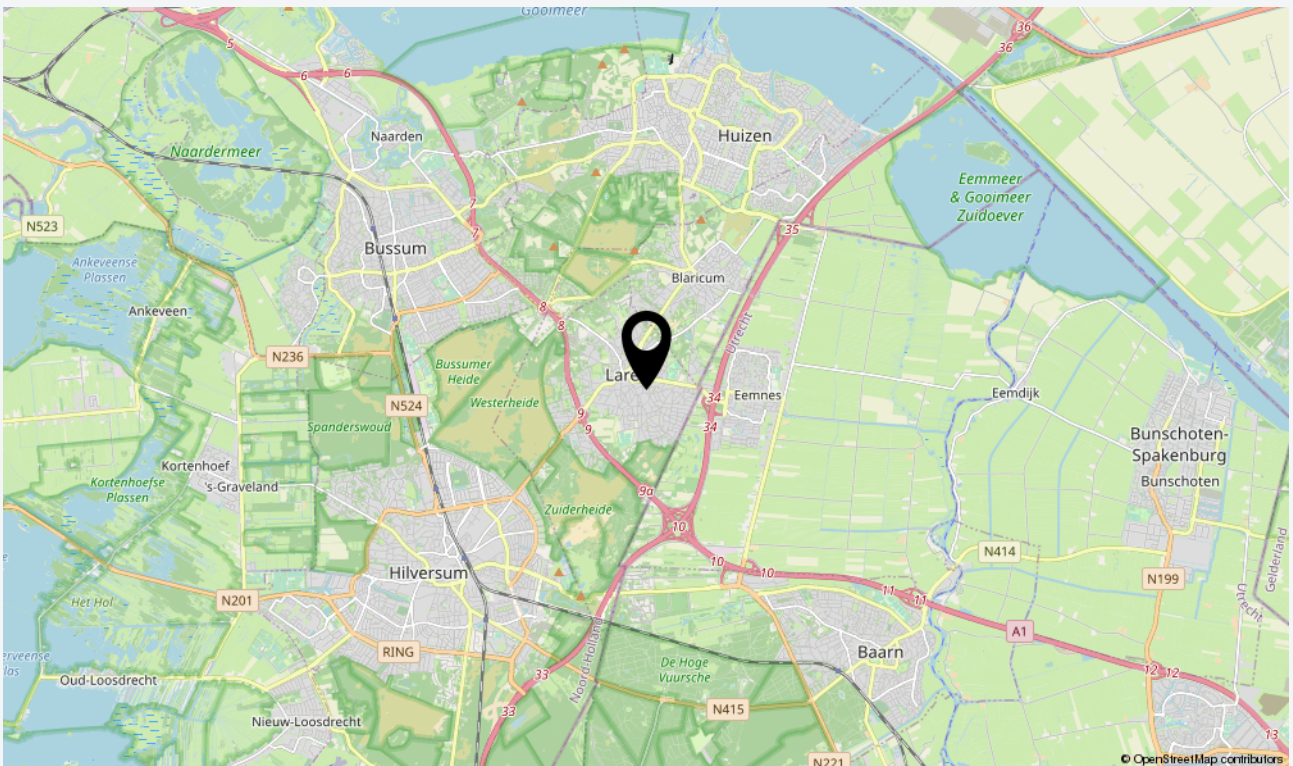 Gooimeer
36
36
5
6
6
Naarden
Huizen
Naardermeer
Eemmeer
& Gooimeer
Zuidoever
7
7
N523
35
Bussum
Ankeveense
Plassen
Blaricum
Ankeveen
8
8
Utrecht
N236
Bussumer
Heide
Westerheide
Lare
34
34
Eemnes
Eemdijk
N524
9
9
Spanderswoud
Bunschoten-
Spakenburg
Bunschoten
Kortenhoef
's-Graveland
Kortenhoefse
Plassen
9a
Zuiderheide
10
10
10
N414
Gelderland
Utrecht
Hilversum
N199
11
11
Het Hol
N201
A1
RING
Noord-Holland
Baarn
De Hoge
Vuursche
erveense
las
Oud-Loosdrecht
33
33
12
12
N415
Nieuw-Loosdrecht
13
N221
© OpenStreetMap contributors